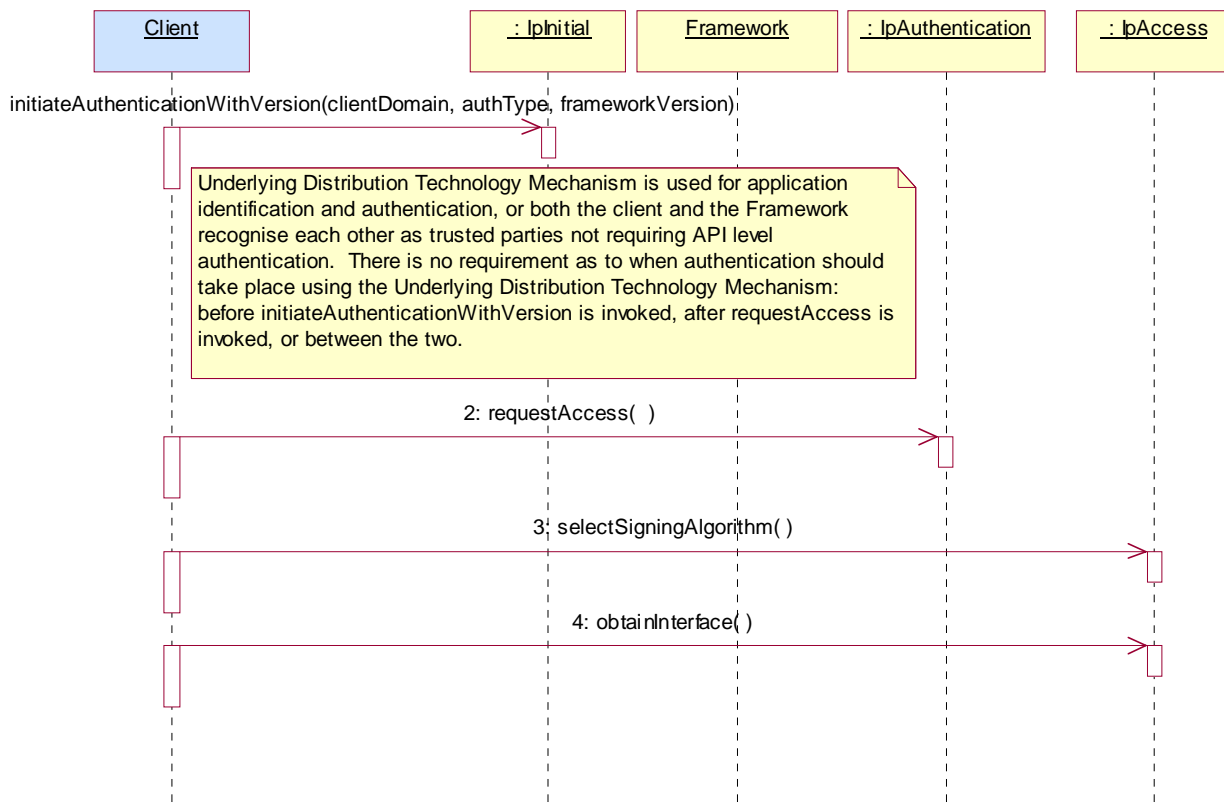 Client
: IpInitial
Framework
: IpAuthentication
: IpAccess
initiateAuthenticationWithVersion(clientDomain, authType, frameworkVersion)
Underlying Distribution Technology Mechanism is used for application
identification and authentication, or both the client and the Framework
recognise each other as trusted parties not requiring API level
authentication.  There is no requirement as to when authentication should
take place using the Underlying Distribution Technology Mechanism:
before initiateAuthenticationWithVersion is invoked, after requestAccess is
invoked, or between the two.
2: requestAccess(  )
3: selectSigningAlgorithm( )
4: obtainInterface( )